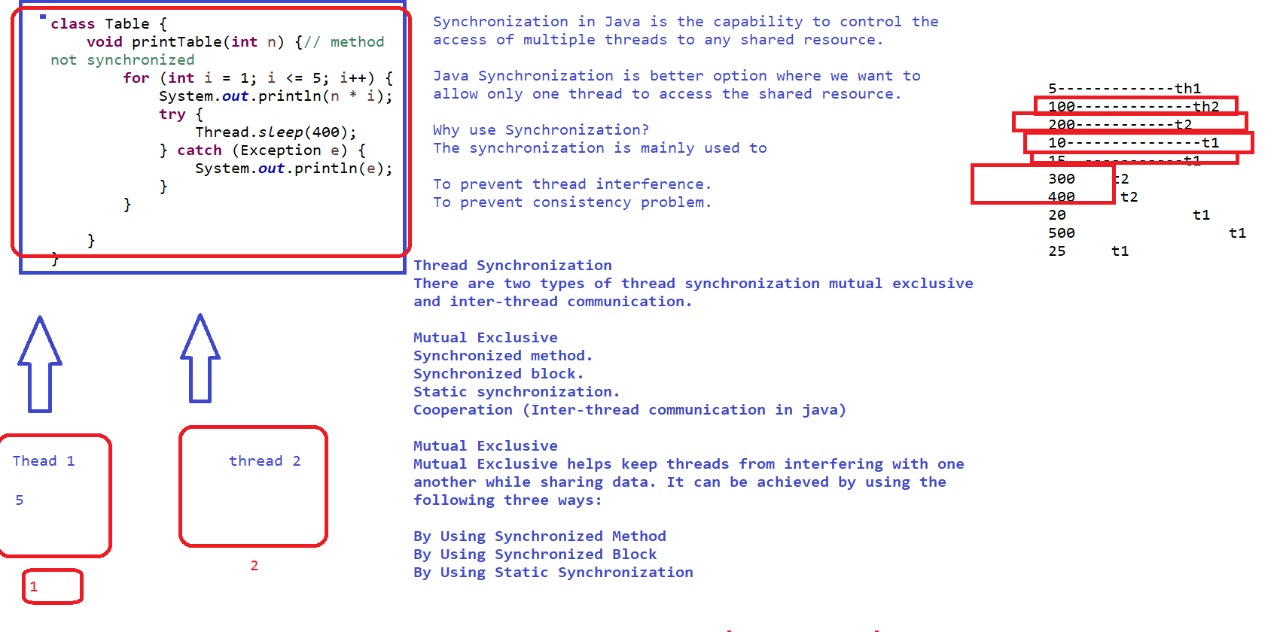 class Table {
void printTable(int n) {// method
not synchronized
for (int i = 1; i <= 5; i++) {
System.out.println(n * i);
try {
Thread.sleep(400);
} catch (Exception e) {
System.out.println(e);
}
}
}
}
Thead 1
5
1
thread 2
2
Synchronization in Java is the capability to control the
access of multiple threads to any shared resource.
Java Synchronization is better option where we want to
allow only one thread to access the shared resource.
Why use Synchronization?
The synchronization is mainly used to
To prevent thread interference.
To prevent consistency problem.
Thread Synchronization
There are two types of thread synchronization mutual exclusive
and inter-thread communication.
Mutual Exclusive
Synchronized method.
Synchronized block.
Static synchronization.
Cooperation (Inter-thread communication in java)
Mutual Exclusive
Mutual Exclusive helps keep threads from interfering with one
another while sharing data. It can be achieved by using the
following three ways:
By Using Synchronized Method
By Using Synchronized Block
By Using Static Synchronization
5-------------th1
100-------------th2
200-----------t2
10---------------t1
15------------t1
300 t2
400 t2
20 t1
500 t1
25 t1